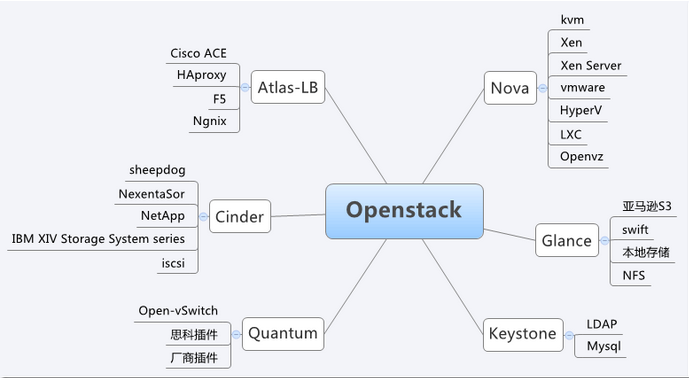 Openstack
Atlas-LB
Cisco ACE
HAproxy
F5
Ngnix
Cinder
sheepdog
NexentaSor
NetApp
IBM XIV Storage System series
iscsi
Quantum
Open-vSwitch
思科插件
厂商插件
Nova
kvm
Xen
Xen Server
vmware
HyperV
LXC
Openvz
Glance
亚马逊S3
swift
本地存储
NFS
Keystone
LDAP
Mysql